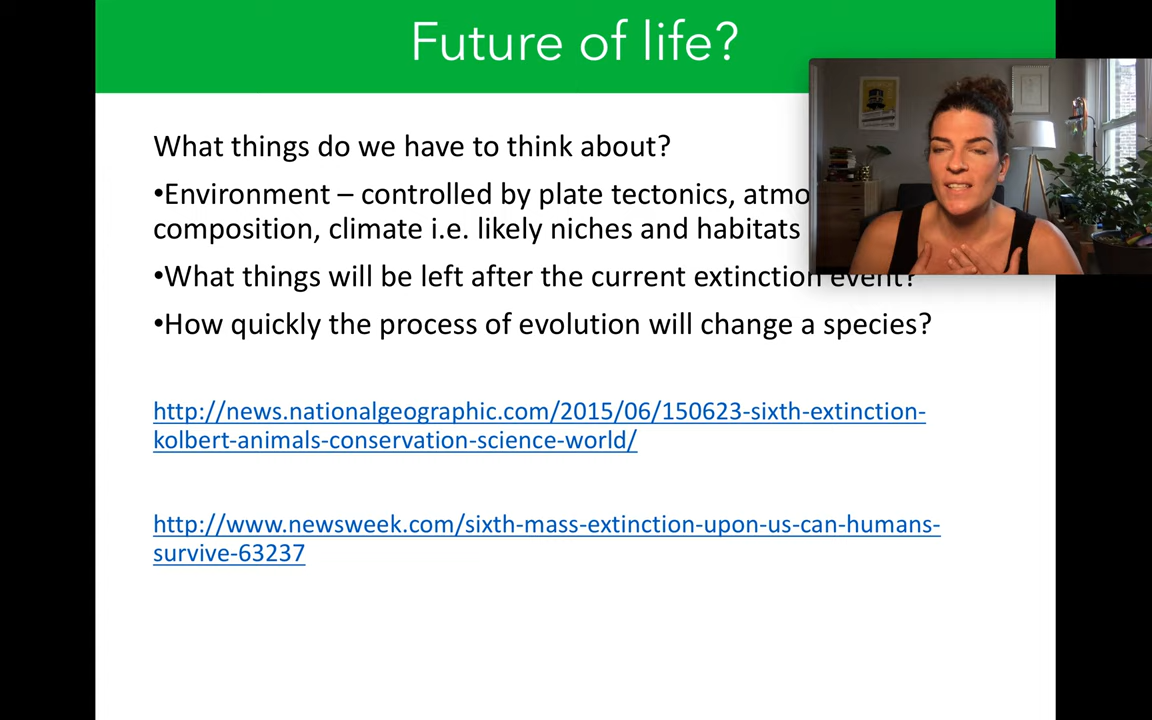 Future of life?
What things do we have to think about?
•Environment – controlled by plate tectonics,
composition, climate i.e. likely niches and habitats
•What things will be left after the current extinction event?
•How quickly the process of evolution will change a species?
http://news.nationalgeographic.com/2015/06/150623-sixth-extinction-
kolbert-animals-conservation-science-world/
http://www.newsweek.com/sixth-mass-extinction-upon-us-can-humans-
survive-63237